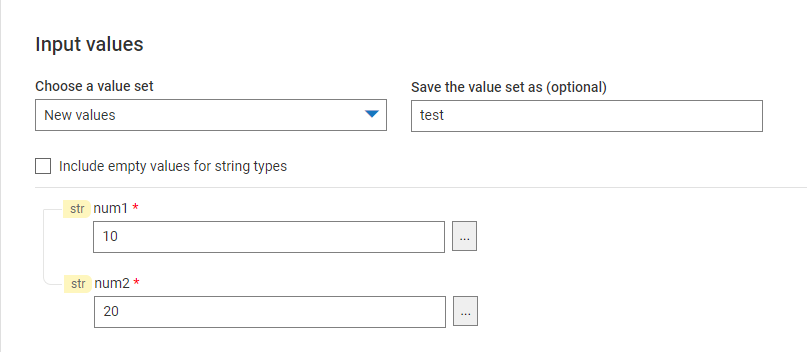 Input values
Choose a value set
Save the value set as (optional)
New values
test
Include empty values for string types
str num1 *
10
...
str num2 *
20
...